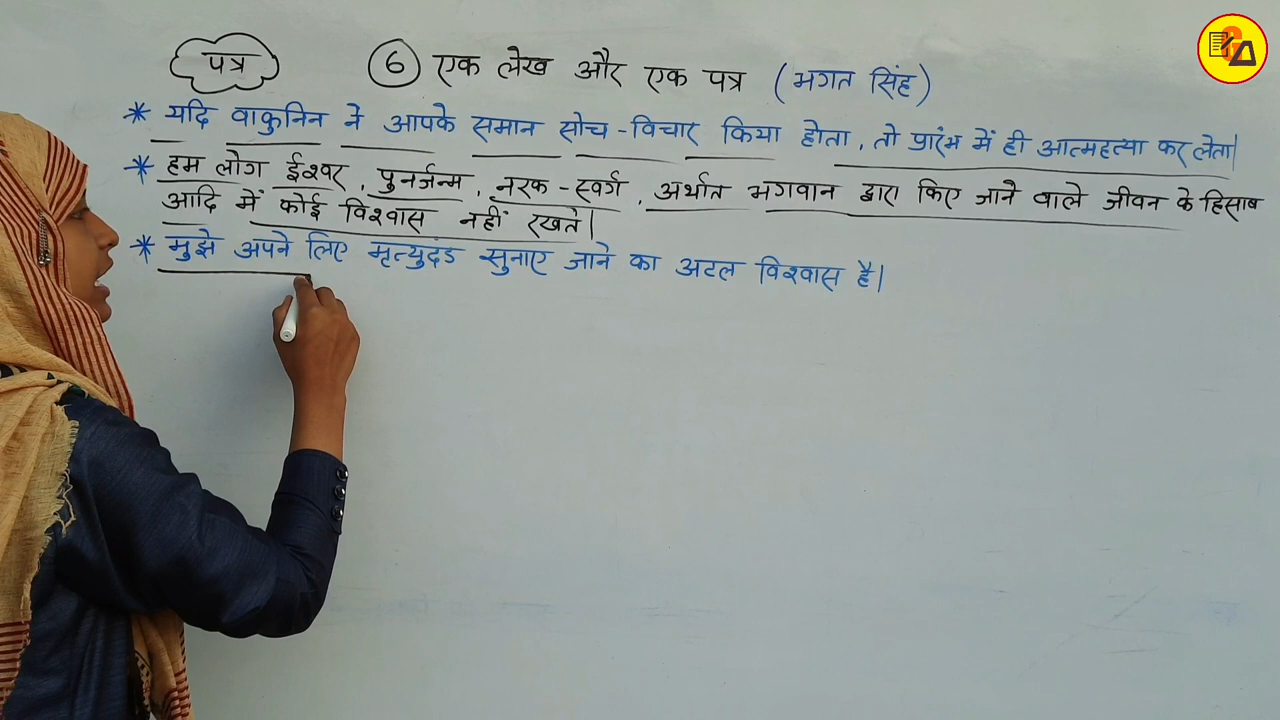 पत्र
6 एक लेख और एक पत्र (भगत सिंह)
* यदि वाकुनिन ने आपके समान सोच-विचार किया होता, तो प्रारंभ में ही आत्महत्या कर लेता।
* हम लोग ईश्वर, पुनर्जन्म, नरक-स्वर्ग, अर्थात भगवान द्वारा किए जाने वाले जीवन के हिसाब
आदि में कोई विश्वास नहीं रखते।
* मुझे अपने लिए मृत्युदंड सुनाए जाने का अटल विश्वास है।